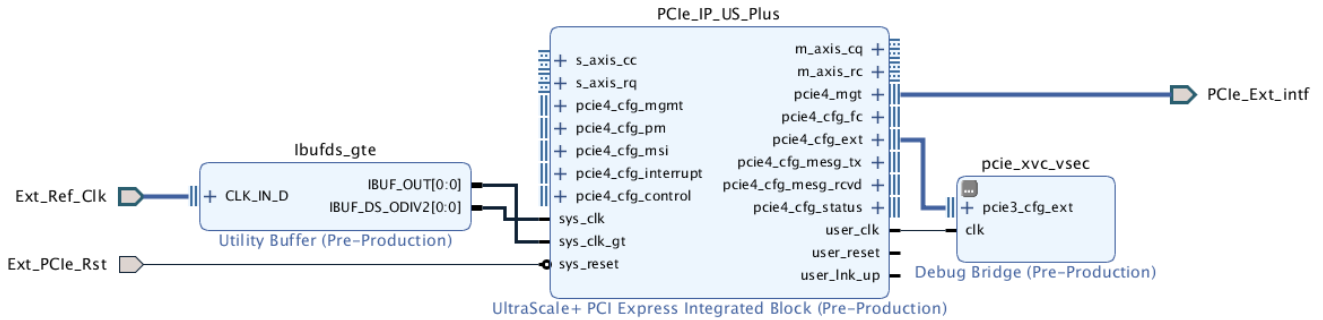 PCIe_IP_US_Plus
s_axis_cc
s_axis_rq
pcie4_cfg_mgmt
pcie4_cfg_pm
pcie4_cfg_msi
pcie4_cfg_interrupt
pcie4_cfg_control
sys_clk
sys_clk_gt
sys_reset
m_axis_cq
m_axis_rc
pcie4_mgt
pcie4_cfg_fc
pcie4_cfg_ext
pcie4_cfg_mesg_tx
pcie4_cfg_mesg_rcvd
pcie4_cfg_status
user_clk
user_reset
user_lnk_up
UltraScale+ PCI Express Integrated Block (Pre-Production)
PCIe_Ext_intf
Ibufds_gte
Ext_Ref_Clk
CLK_IN_D
IBUF_OUT[0:0]
IBUF_DS_ODIV2[0:0]
Utility Buffer (Pre-Production)
Ext_PCIe_Rst
pcie_xvc_vsec
...
pcie3_cfg_ext
clk
Debug Bridge (Pre-Production)